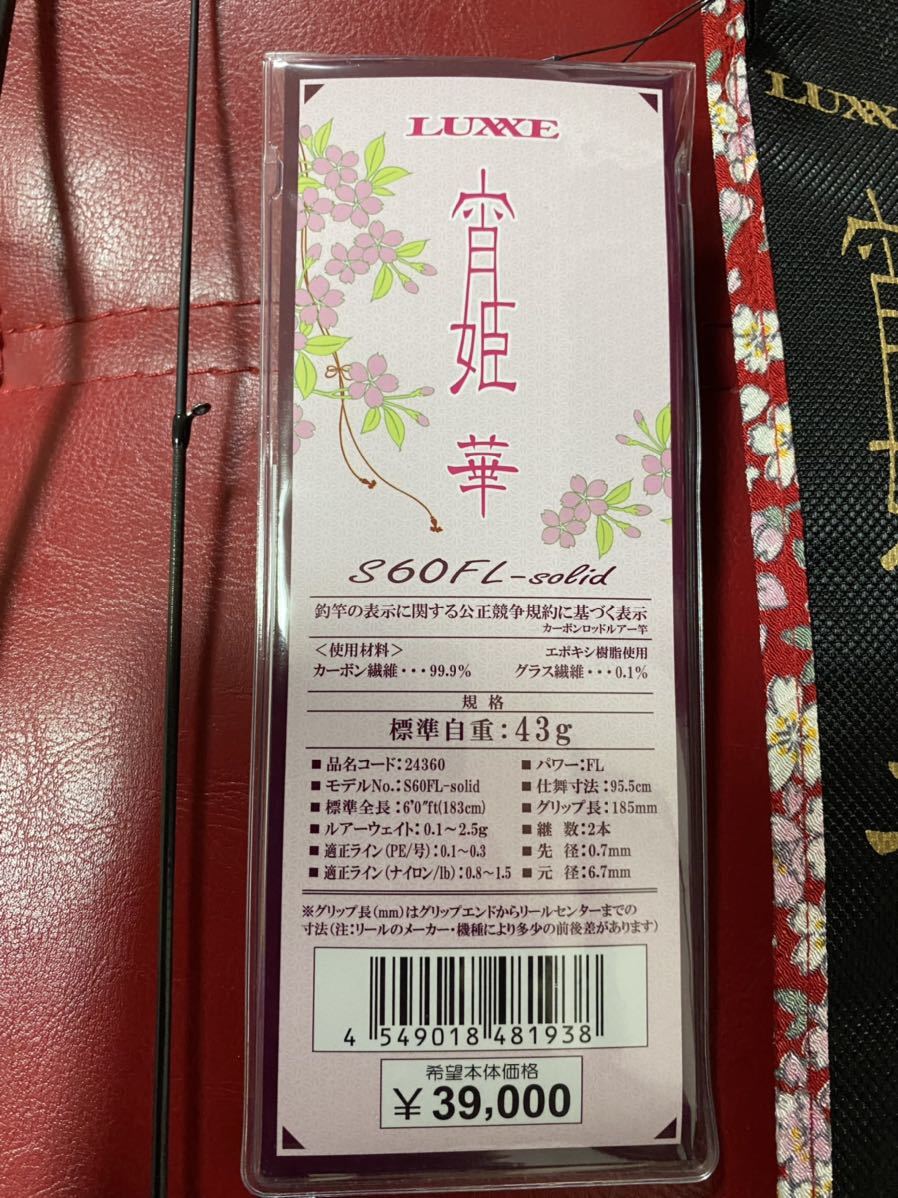 LUXXE
宵姫
華
S60FL-solid
釣竿の表示に関する公正競争規約に基づく表示
カーボンロッドルアー竿
＜使用材料＞ エポキシ樹脂使用
カーボン繊維・・・99.9% グラス繊維・・・0.1%
規格
標準自重：43g
■品名コード：24360 ■パワー：FL
■モデルNo.：S60FL-solid ■仕舞寸法：95.5cm
■標準全長：6'0"ft(183cm) ■グリップ長：185mm
■ルアーウェイト：0.1～2.5g ■継 数：2本
■適正ライン(PE/号)：0.1～0.3 ■先 径：0.7mm
■適正ライン(ナイロン/lb)：0.8～1.5 ■元 径：6.7mm
※グリップ長(mm)はグリップエンドからリールセンターまでの
寸法(注：リールのメーカー・機種により多少の前後差があります)
4 549018 481938
希望本体価格
￥39,000
LUXXE